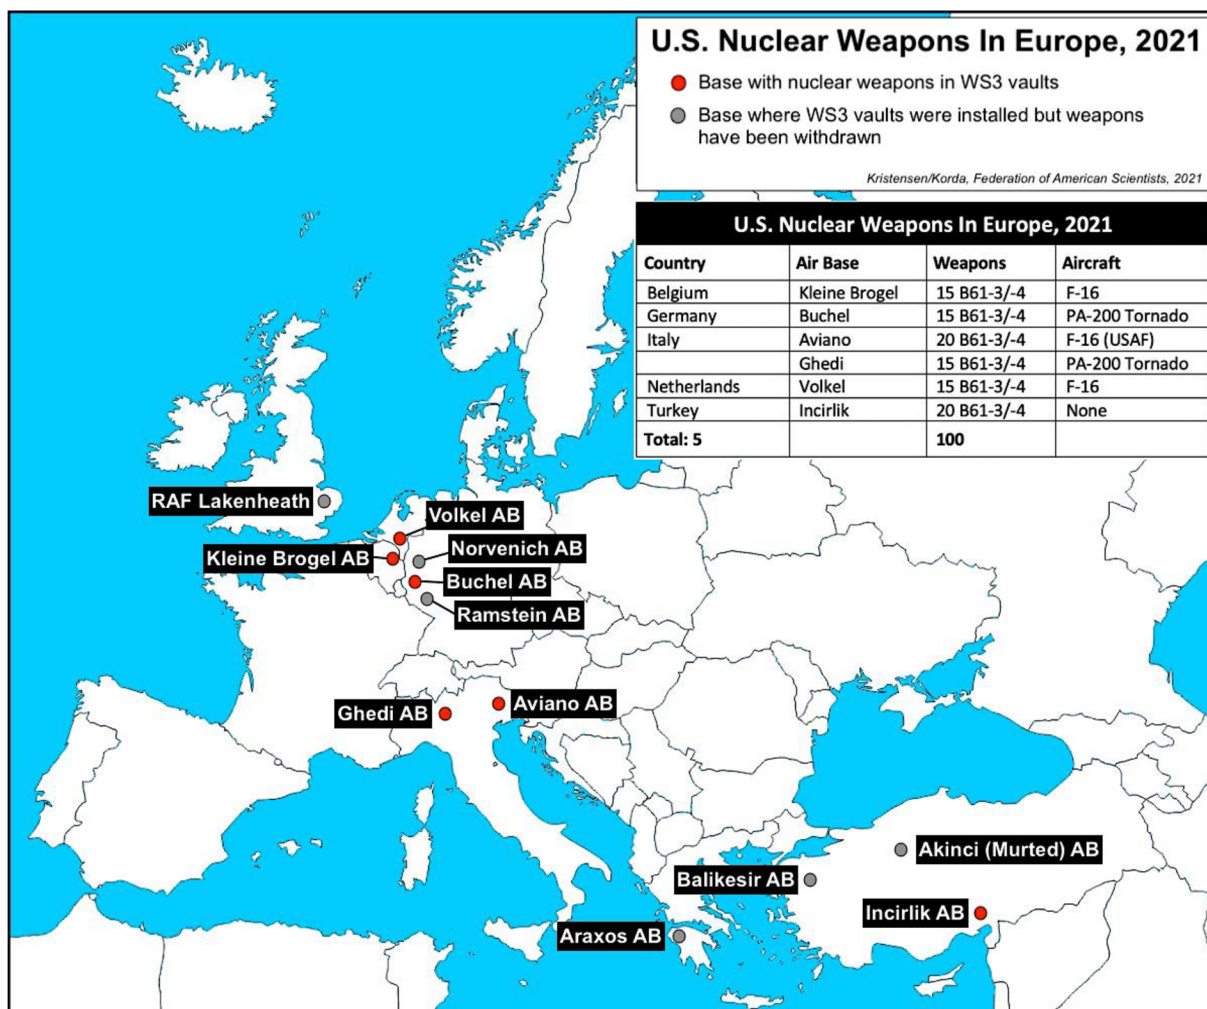 U.S. Nuclear Weapons In Europe, 2021
Base with nuclear weapons in WS3 vaults
Base where WS3 vaults were installed but weapons
have been withdrawn
Kristensen/Korda, Federation of American Scientists, 2021
U.S. Nuclear Weapons In Europe, 2021
Country Air Base Weapons Aircraft
Belgium Kleine Brogel 15 B61-3/-4 F-16
Germany Buchel 15 B61-3/-4 PA-200 Tornado
Italy Aviano 20 B61-3/-4 F-16 (USAF)
Ghedi 15 B61-3/-4 PA-200 Tornado
Netherlands Volkel 15 B61-3/-4 F-16
Turkey Incirlik 20 B61-3/-4 None
Total: 5 100
RAF Lakenheath
Volkel AB
Norvenich AB
Kleine Brogel AB
Buchel AB
Ramstein AB
Aviano AB
Ghedi AB
Akinci (Murted) AB
Balikesir AB
Incirlik AB
Araxos AB